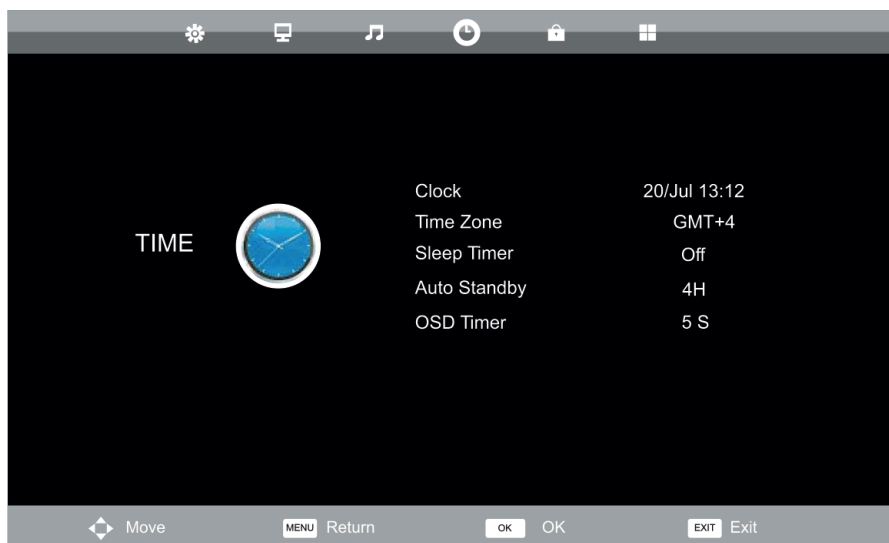 Clock 20/Jul 13:12
Time Zone GMT+4
TIME
Sleep Timer Off
Auto Standby 4H
OSD Timer 5 S
Move MENU Return OK OK EXIT Exit